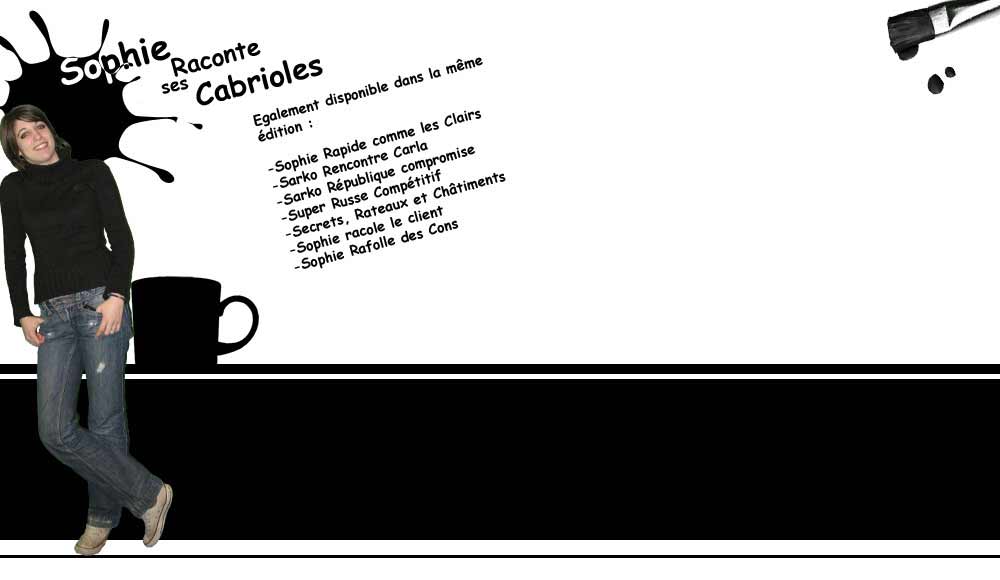 Sophie Raconte
ses Cabrioles
Egalement disponible dans la même
édition :
-Sophie Rapide comme les Clairs
-Sarko Rencontre Carla
-Sarko République compromise
-Super Russe Compétitif
-Secrets, Rateaux et Châtiments
-Sophie racole le client
-Sophie Rafolle des Cons